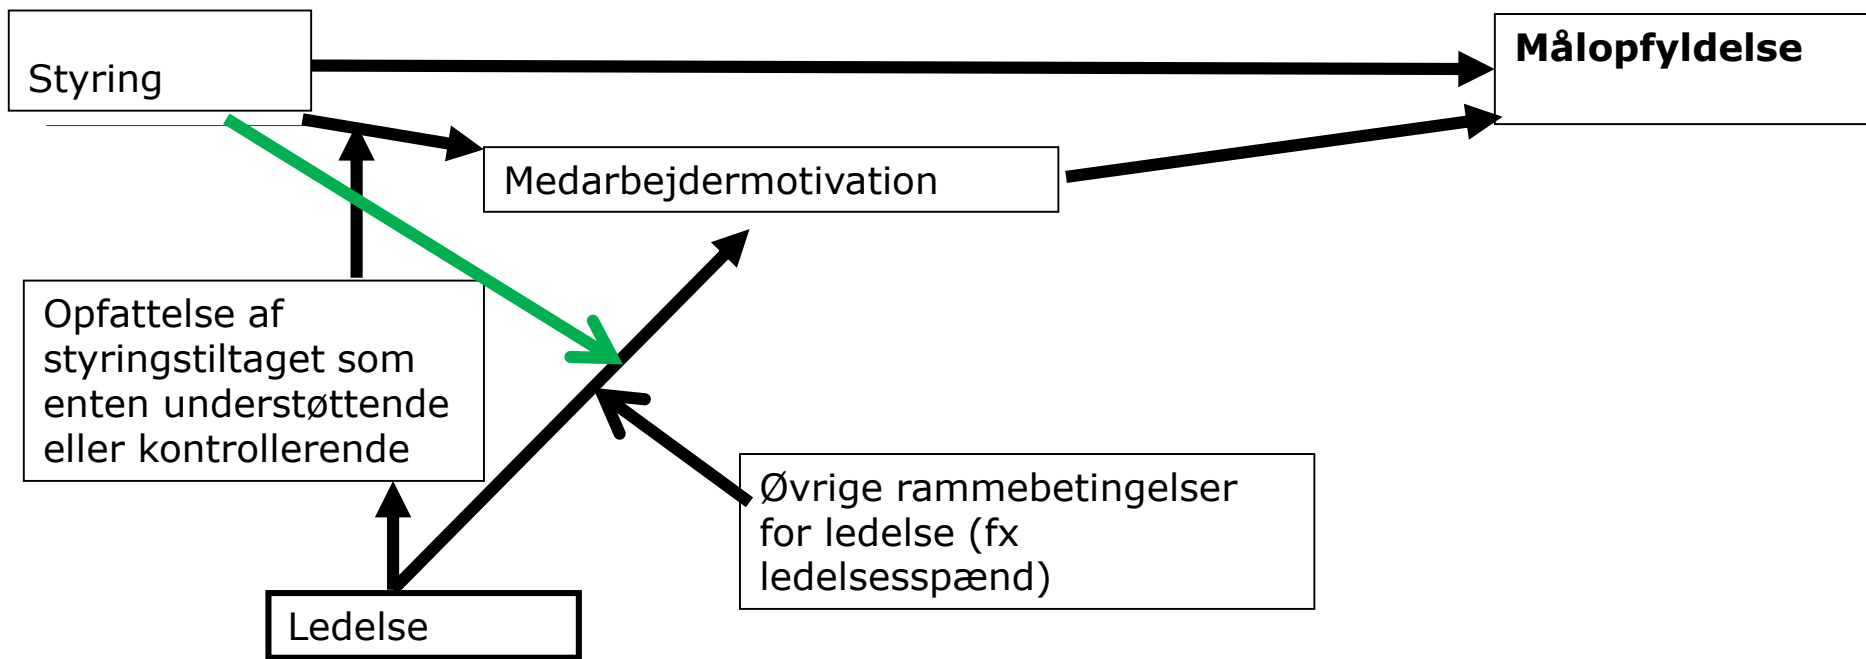 Styring
Målopfyldelse
Medarbejdermotivation
Opfattelse af
styringstiltaget som
enten understøttende
eller kontrollerende
Øvrige rammebetingelser
for ledelse (fx
ledelsesspænd)
Ledelse